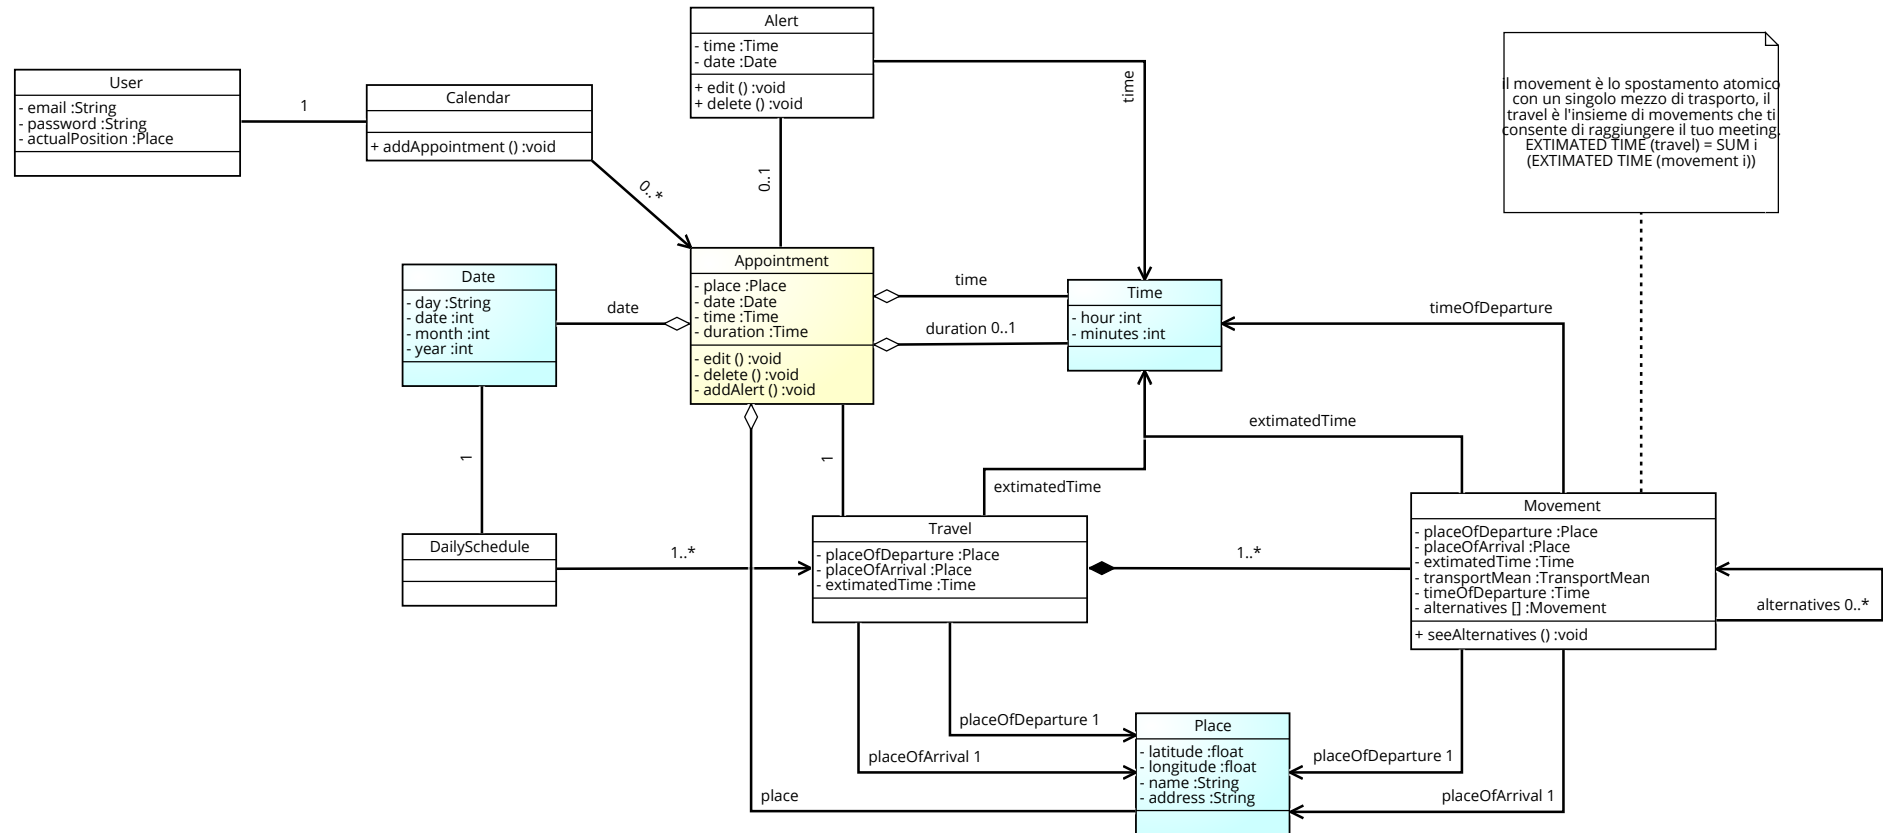 Alert
- time :Time
- date :Date
+ edit () :void
+ delete () :void
time
User
- email :String
- password :String
- actualPosition :Place
1
Calendar
+ addAppointment () :void
0..*
0..1
il movement è lo spostamento atomico
con un singolo mezzo di trasporto, il
travel è l'insieme di movements che ti
consente di raggiungere il tuo meeting.
EXTIMATED TIME (travel) = SUM i
(EXTIMATED TIME (movement i))
Date
- day :String
- date :int
- month :int
- year :int
date
Appointment
- place :Place
- date :Date
- time :Time
- duration :Time
- edit () :void
- delete () :void
- addAlert () :void
time
duration 0..1
Time
- hour :int
- minutes :int
timeOfDeparture
extimatedTime
1
1
extimatedTime
DailySchedule
1..*
Travel
- placeOfDeparture :Place
- placeOfArrival :Place
- extimatedTime :Time
1..*
Movement
- placeOfDeparture :Place
- placeOfArrival :Place
- extimatedTime :Time
- transportMean :TransportMean
- timeOfDeparture :Time
- alternatives [] :Movement
+ seeAlternatives () :void
alternatives 0..*
placeOfDeparture 1
placeOfArrival 1
place
Place
- latitude :float
- longitude :float
- name :String
- address :String
placeOfDeparture 1
placeOfArrival 1